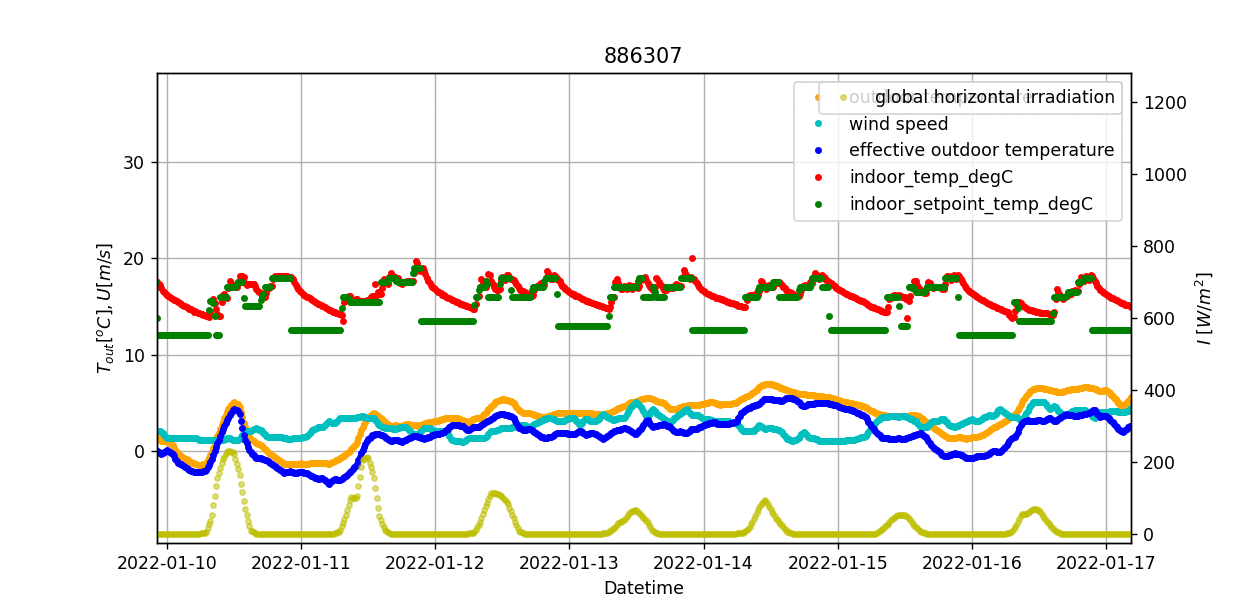 886307
outdoor temperature
global horizontal irradiation
wind speed
effective outdoor temperature
indoor_temp_degC
indoor_setpoint_temp_degC
T_out[°C], U[m/s]
30
20
10
0
1200
1000
800
600
400
200
0
I [W/m²]
2022-01-10 2022-01-11 2022-01-12 2022-01-13 2022-01-14 2022-01-15 2022-01-16 2022-01-17
Datetime